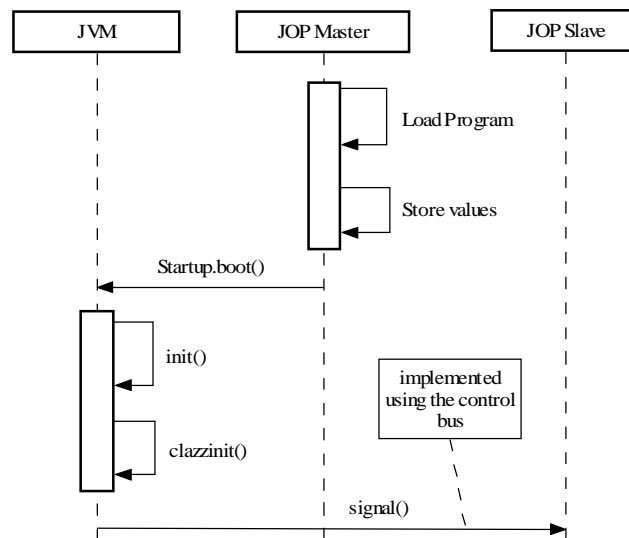 JVM
JOP Master
JOP Slave
Load Program
Store values
Startup.boot()
init()
implemented
using the control
bus
clazzinit()
signal()